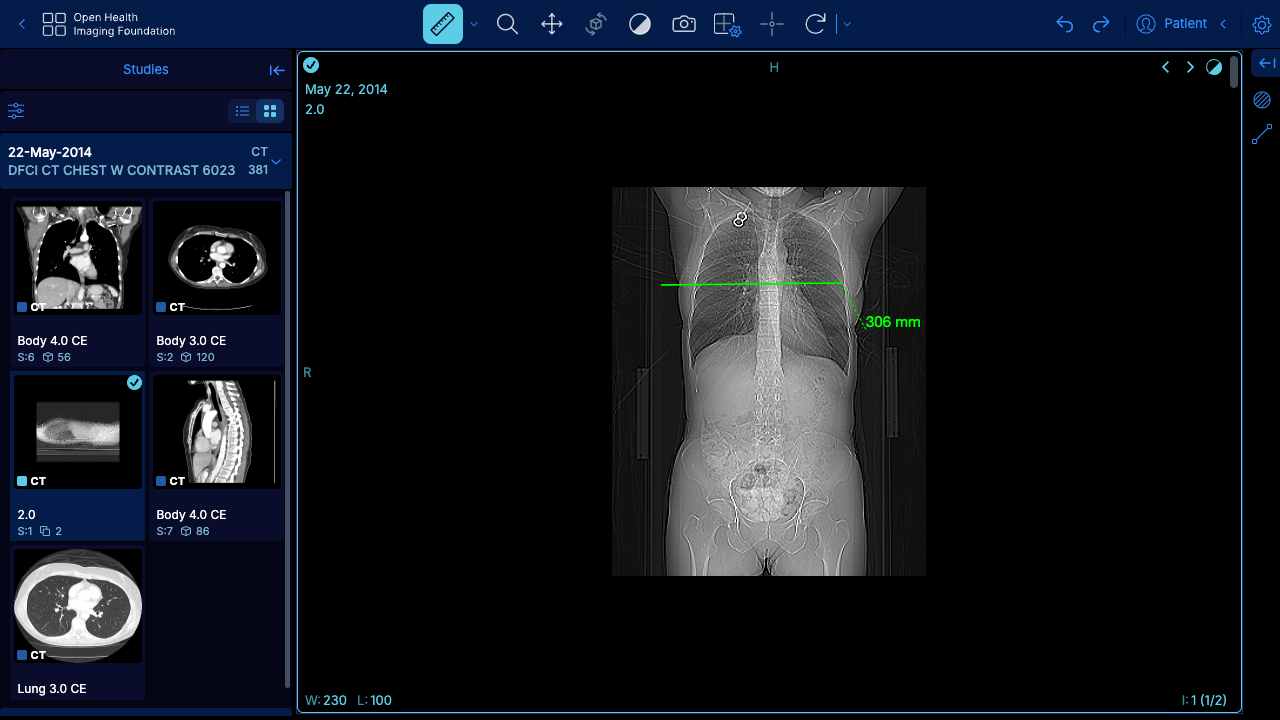 Open Health
Imaging Foundation
Patient
Studies
22-May-2014
CT
DFCI CT CHEST W CONTRAST 6023
381
CT
Body 4.0 CE
S:6 56
CT
Body 3.0 CE
S:2 120
CT
2.0
S:1 2
CT
Body 4.0 CE
S:7 86
CT
Lung 3.0 CE
H
May 22, 2014
2.0
R
306 mm
W: 230 L: 100
I: 1 (1/2)